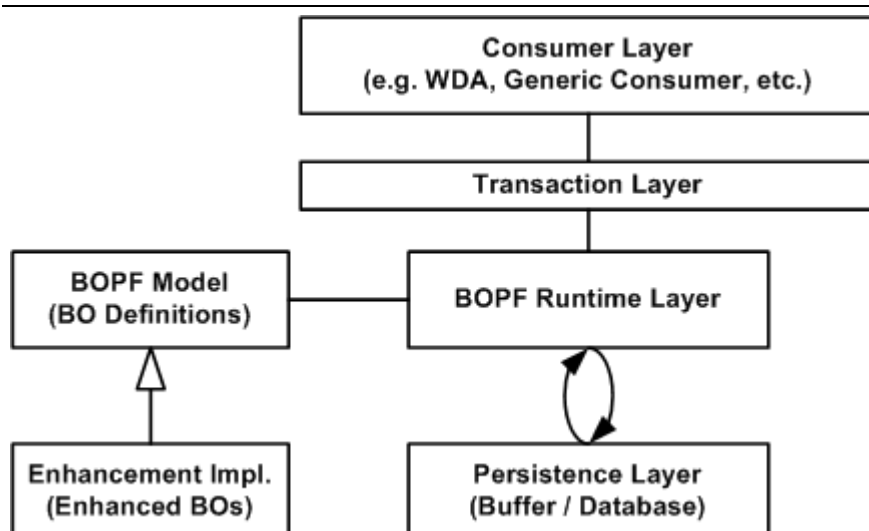 Consumer Layer
(e.g. WDA, Generic Consumer, etc.)
Transaction Layer
BOPF Model
(BO Definitions)
BOPF Runtime Layer
Enhancement Impl.
(Enhanced BOs)
Persistence Layer
(Buffer / Database)